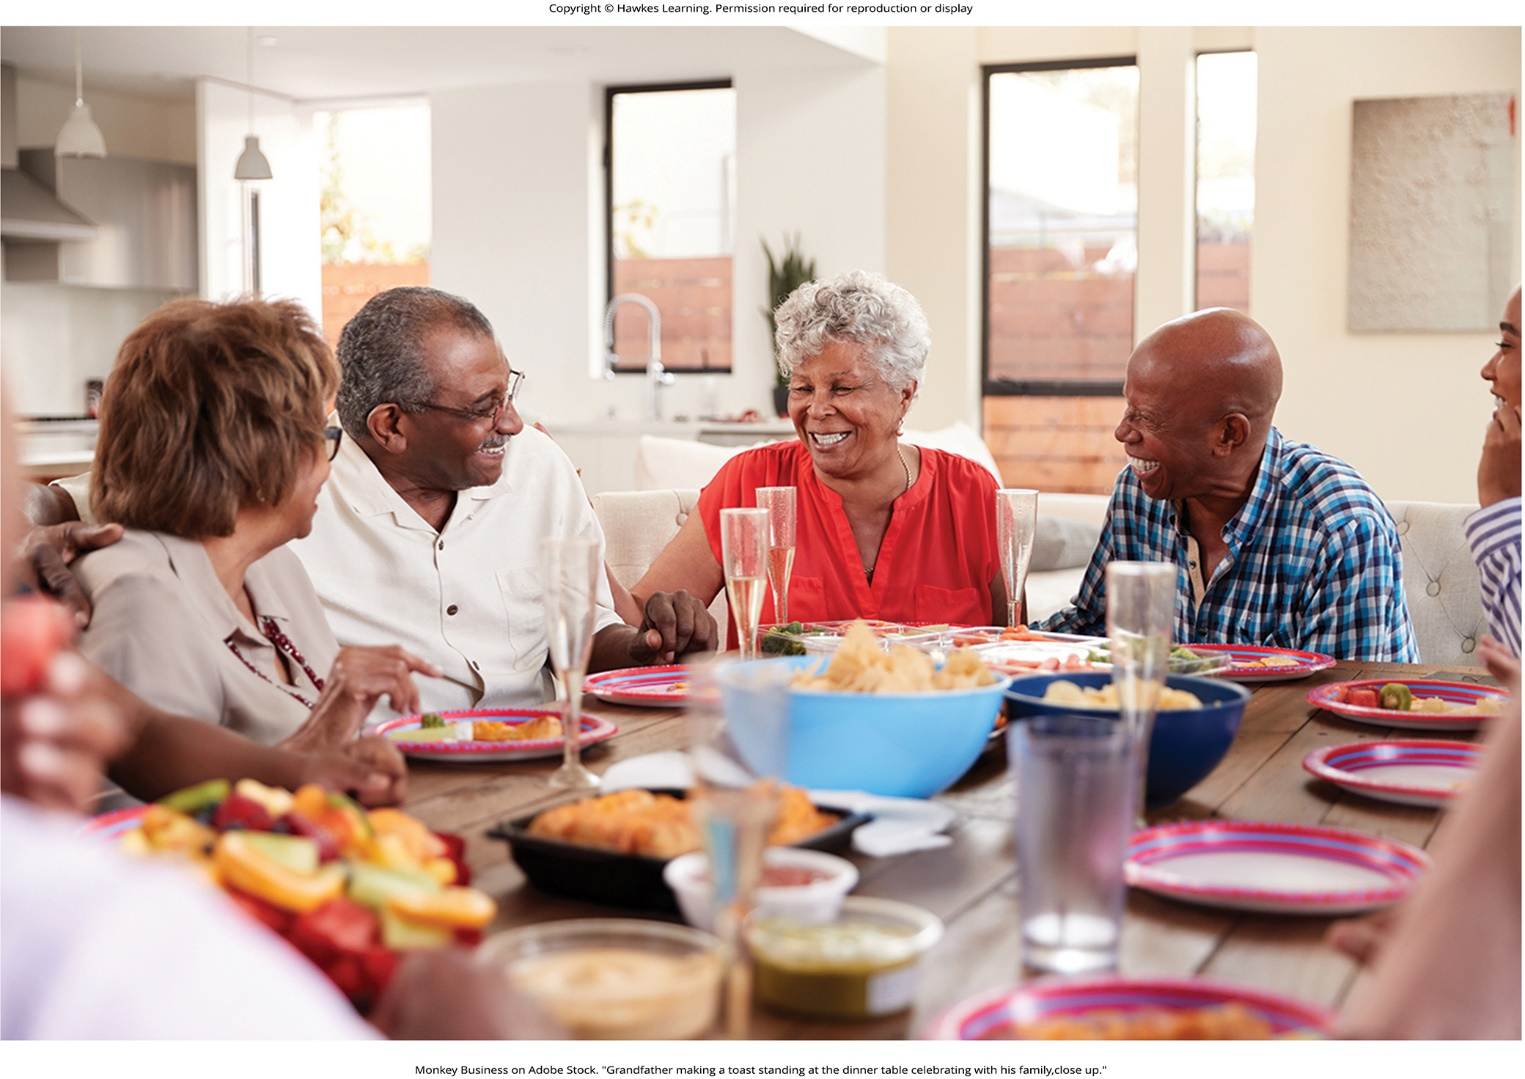 Copyright © Hawkes Learning. Permission required for reproduction or display
Monkey Business on Adobe Stock. "Grandfather making a toast standing at the dinner table celebrating with his family,close up."